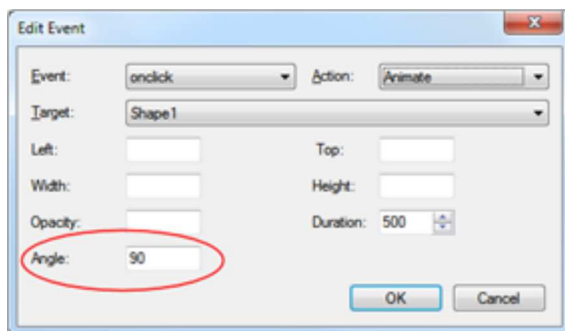 Edit Event
Event: onclick Action: Animate
Target: Shape1
Left: Top:
Width: Height:
Opacity: Duration: 500
Angle: 90
OK Cancel